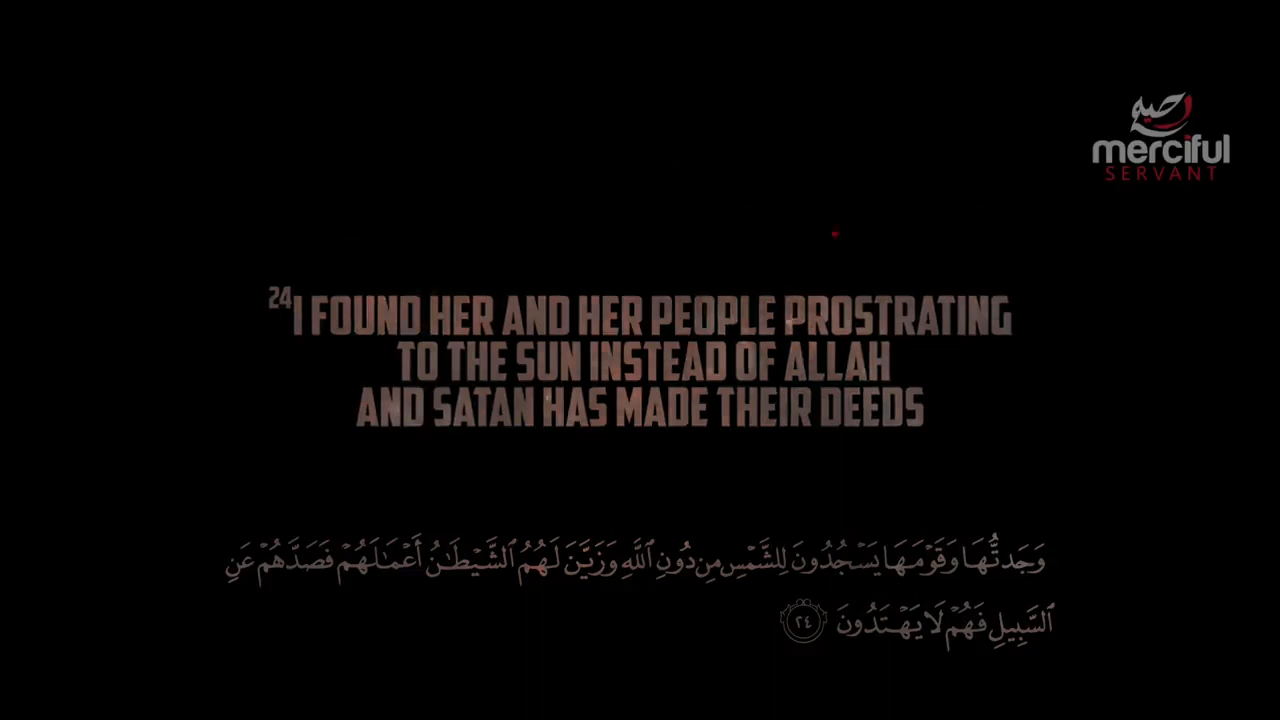 merciful
SERVANT
24 I FOUND HER AND HER PEOPLE PROSTRATING
TO THE SUN INSTEAD OF ALLAH
AND SATAN HAS MADE THEIR DEEDS
وَجَدتُّهَا وَقَوْمَهَا يَسْجُدُونَ لِلشَّمْسِ مِن دُونِ ٱللَّهِ وَزَيَّنَ لَهُمُ ٱلشَّيْطَـٰنُ أَعْمَـٰلَهُمْ فَصَدَّهُمْ عَنِ
ٱلسَّبِيلِ فَهُمْ لَا يَهْتَدُونَ ٢٤